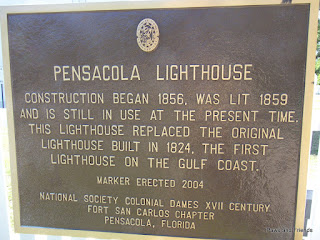 PENSACOLA LIGHTHOUSE
CONSTRUCTION BEGAN 1856, WAS LIT 1859
AND IS STILL IN USE AT THE PRESENT TIME.
THIS LIGHTHOUSE REPLACED THE ORIGINAL
LIGHTHOUSE BUILT IN 1824, THE FIRST
LIGHTHOUSE ON THE GULF COAST.
MARKER ERECTED 2004
NATIONAL SOCIETY COLONIAL DAMES XVII CENTURY
FORT SAN CARLOS CHAPTER
PENSACOLA, FLORIDA